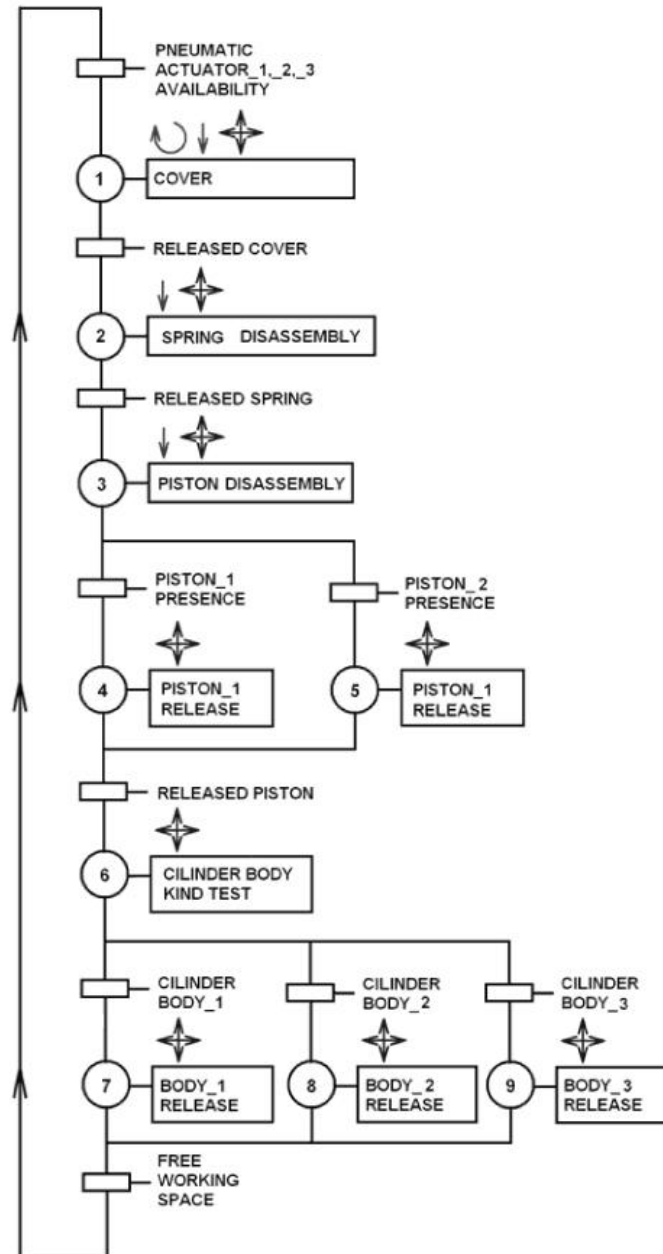 PNEUMATIC
ACTUATOR_1,_2,_3
AVAILABILITY
1
COVER
RELEASED COVER
2
SPRING DISASSEMBLY
RELEASED SPRING
3
PISTON DISASSEMBLY
PISTON_1
PRESENCE
PISTON_2
PRESENCE
4
PISTON_1
RELEASE
5
PISTON_1
RELEASE
RELEASED PISTON
6
CILINDER BODY
KIND TEST
CILINDER
BODY_1
CILINDER
BODY_2
CILINDER
BODY_3
7
BODY_1
RELEASE
8
BODY_2
RELEASE
9
BODY_3
RELEASE
FREE
WORKING
SPACE